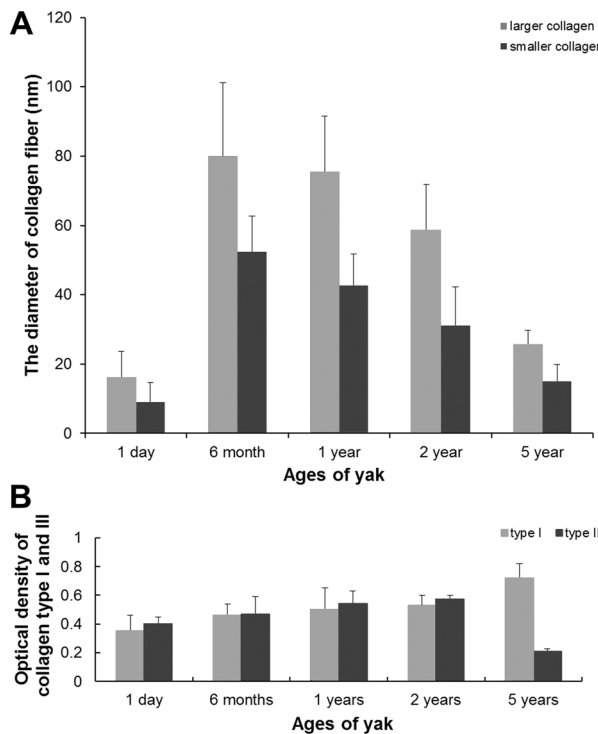 A
120
larger collagen
smaller collagen
100
80
60
40
20
0
The diameter of collagen fiber (nm)
1 day 6 month 1 year 2 year 5 year
Ages of yak
B
type I type II
1
0.8
0.6
0.4
0.2
0
Optical density of
collagen type I and III
1 day 6 months 1 years 2 years 5 years
Ages of yak